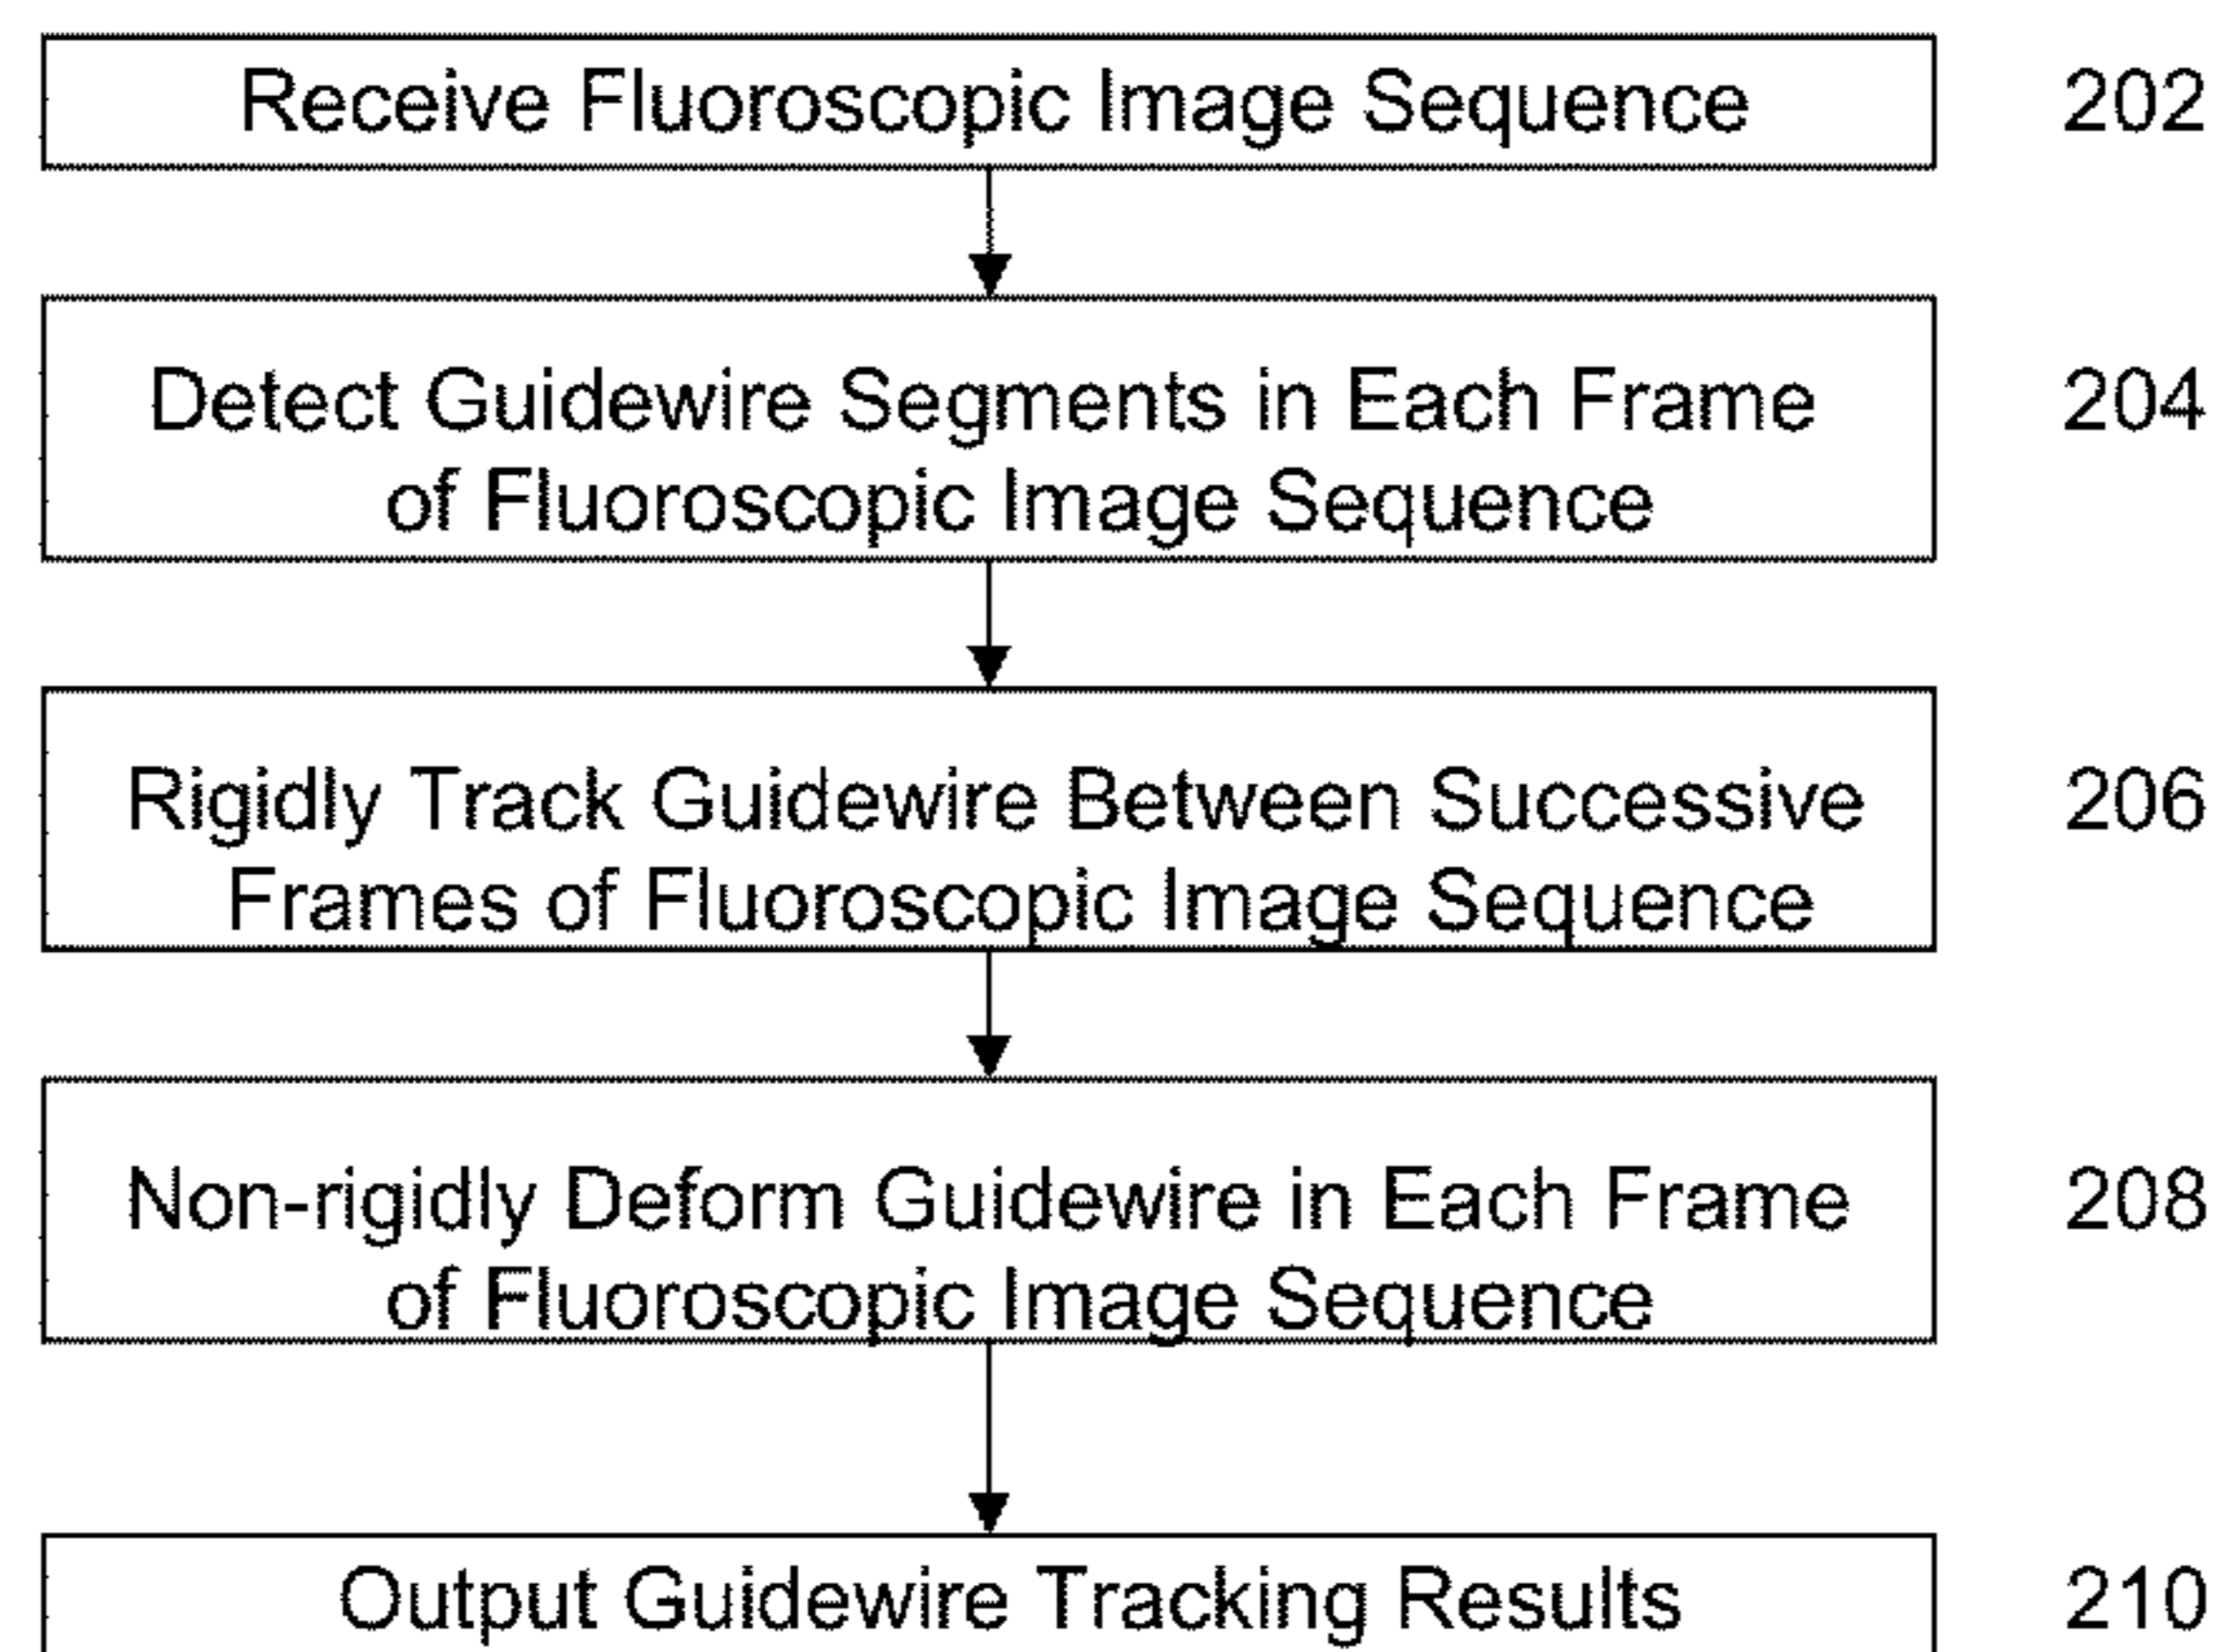 Receive Fluoroscopic Image Sequence 202
Detect Guidewire Segments in Each Frame 204
of Fluoroscopic Image Sequence
Rigidly Track Guidewire Between Successive 206
Frames of Fluoroscopic Image Sequence
Non-rigidly Deform Guidewire in Each Frame 208
of Fluoroscopic Image Sequence
Output Guidewire Tracking Results 210